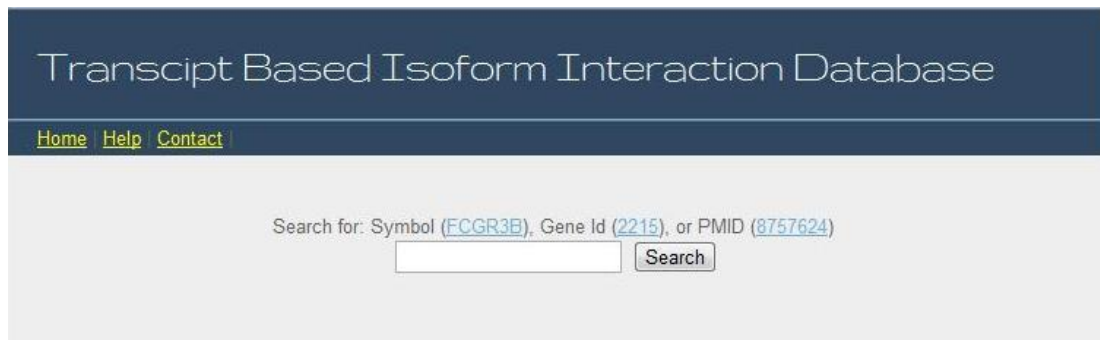 Transcipt Based Isoform Interaction Database
Home | Help | Contact |
Search for: Symbol (FCGR3B), Gene Id (2215), or PMID (8757624)
Search